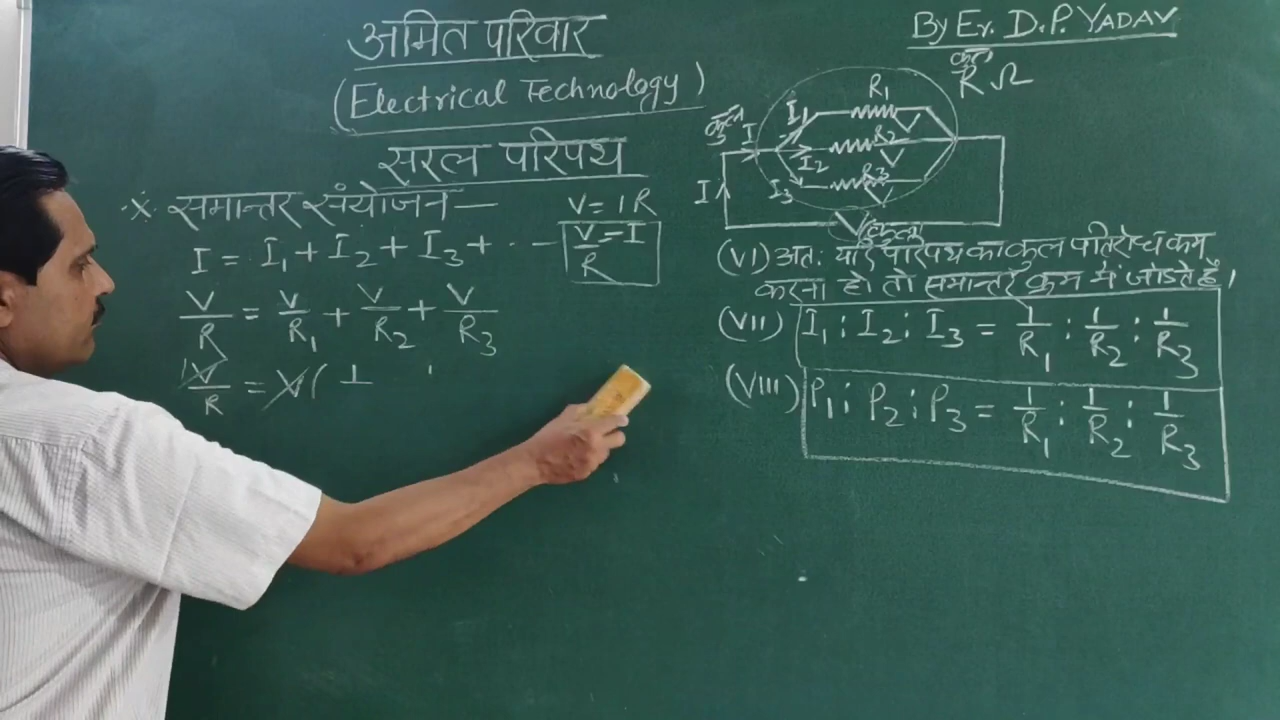 अमित परिवार
(Electrical Technology)
सरल परिपथ
समान्तर संयोजन—
V = IR
I = I₁ + I₂ + I₃ + ---
V/R = I
V/R = V/R₁ + V/R₂ + V/R₃
V/R = V( 1
By Er. D.P. YADAV
कुल
R Ω
R₁
I₁
V
कुल
I
R₂
I₂
V
R₃
I₃
V
I
V कुल
(VI) अतः यदि परिपथ का कुल प्रतिरोध कम
करना हो तो समान्तर क्रम में जोडते हैं।
(VII) I₁ : I₂ : I₃ = 1/R₁ : 1/R₂ : 1/R₃
(VIII) P₁ : P₂ : P₃ = 1/R₁ : 1/R₂ : 1/R₃